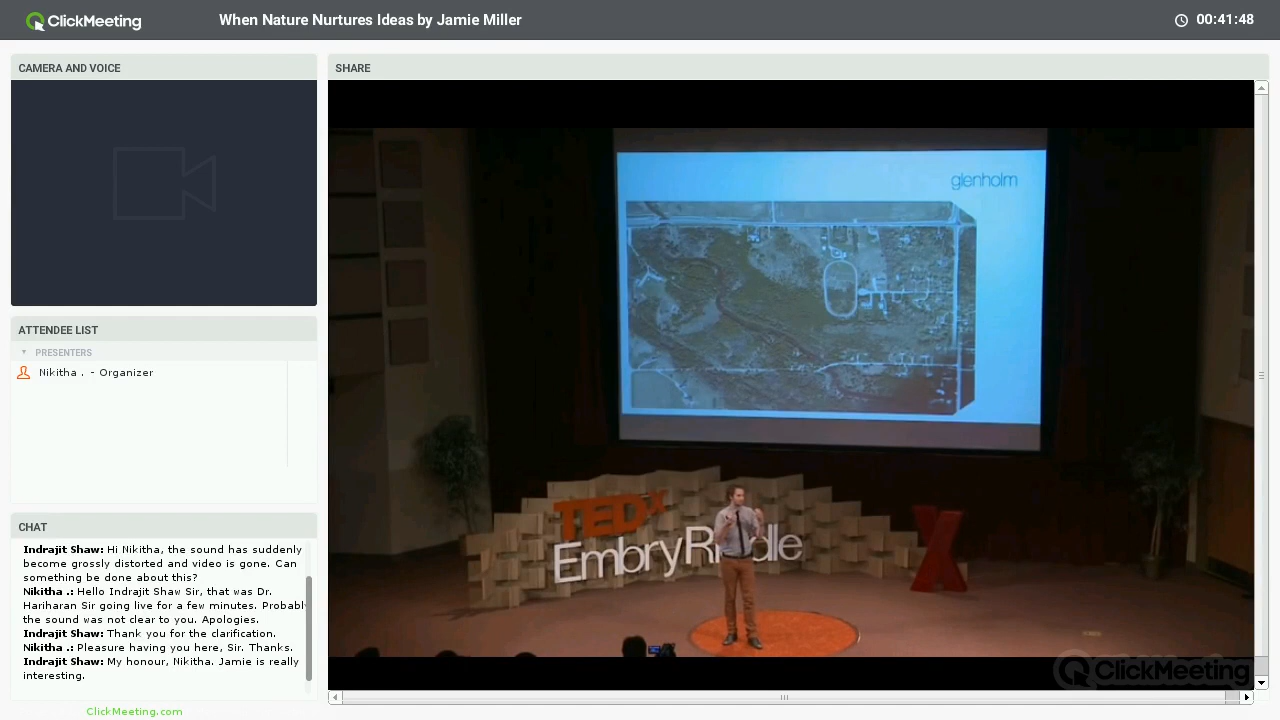 ClickMeeting
When Nature Nurtures Ideas by Jamie Miller
00:41:48
CAMERA AND VOICE
SHARE
glenholm
ATTENDEE LIST
PRESENTERS
Nikitha . - Organizer
TEDx
Embry Riddle
X
CHAT
Indrajit Shaw: Hi Nikitha, the sound has suddenly
become grossly distorted and video is gone. Can
something be done about this?
Nikitha .: Hello Indrajit Shaw Sir, that was Dr.
Hariharan Sir going live for a few minutes. Probably
the sound was not clear to you. Apologies.
Indrajit Shaw: Thank you for the clarification.
Nikitha .: Pleasure having you here, Sir. Thanks.
Indrajit Shaw: My honour, Nikitha. Jamie is really
interesting.
ClickMeeting
ClickMeeting.com